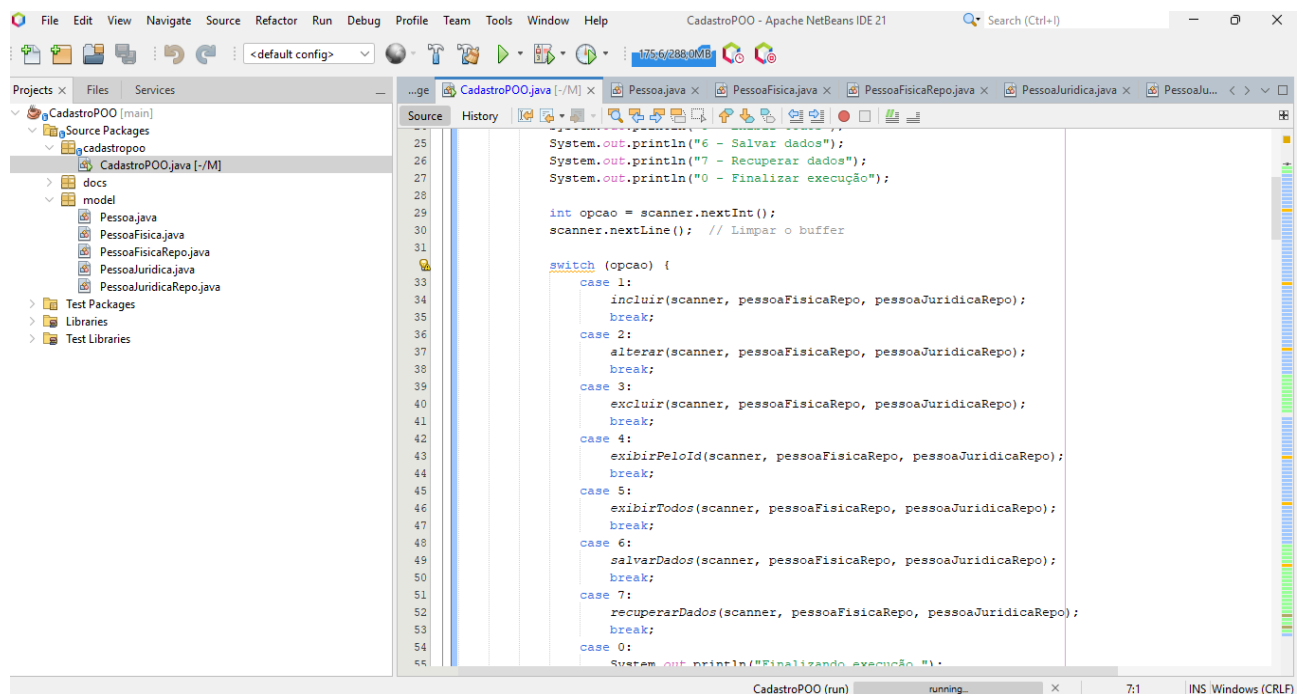 File Edit View Navigate Source Refactor Run Debug Profile Team Tools Window Help CadastroPOO - Apache NetBeans IDE 21 Search (Ctrl+I)
<default config> 175,6/288,0MB
Projects Files Services
CadastroPOO [main]
Source Packages
cadastropoo
CadastroPOO.java [-/M]
docs
model
Pessoa.java
PessoaFisica.java
PessoaFisicaRepo.java
PessoaJuridica.java
PessoaJuridicaRepo.java
Test Packages
Libraries
Test Libraries
...ge CadastroPOO.java [-/M] Pessoa.java PessoaFisica.java PessoaFisicaRepo.java PessoaJuridica.java PessoaJu...
Source History
25 System.out.println("6 - Salvar dados");
26 System.out.println("7 - Recuperar dados");
27 System.out.println("0 - Finalizar execução");
28
29 int opcao = scanner.nextInt();
30 scanner.nextLine(); // Limpar o buffer
31
switch (opcao) {
33 case 1:
34 incluir(scanner, pessoaFisicaRepo, pessoaJuridicaRepo);
35 break;
36 case 2:
37 alterar(scanner, pessoaFisicaRepo, pessoaJuridicaRepo);
38 break;
39 case 3:
40 excluir(scanner, pessoaFisicaRepo, pessoaJuridicaRepo);
41 break;
42 case 4:
43 exibirPeloId(scanner, pessoaFisicaRepo, pessoaJuridicaRepo);
44 break;
45 case 5:
46 exibirTodos(scanner, pessoaFisicaRepo, pessoaJuridicaRepo);
47 break;
48 case 6:
49 salvarDados(scanner, pessoaFisicaRepo, pessoaJuridicaRepo);
50 break;
51 case 7:
52 recuperarDados(scanner, pessoaFisicaRepo, pessoaJuridicaRepo);
53 break;
54 case 0:
55 System.out.println("Finalizando execução.");
CadastroPOO (run) running... 7:1 INS Windows (CRLF)